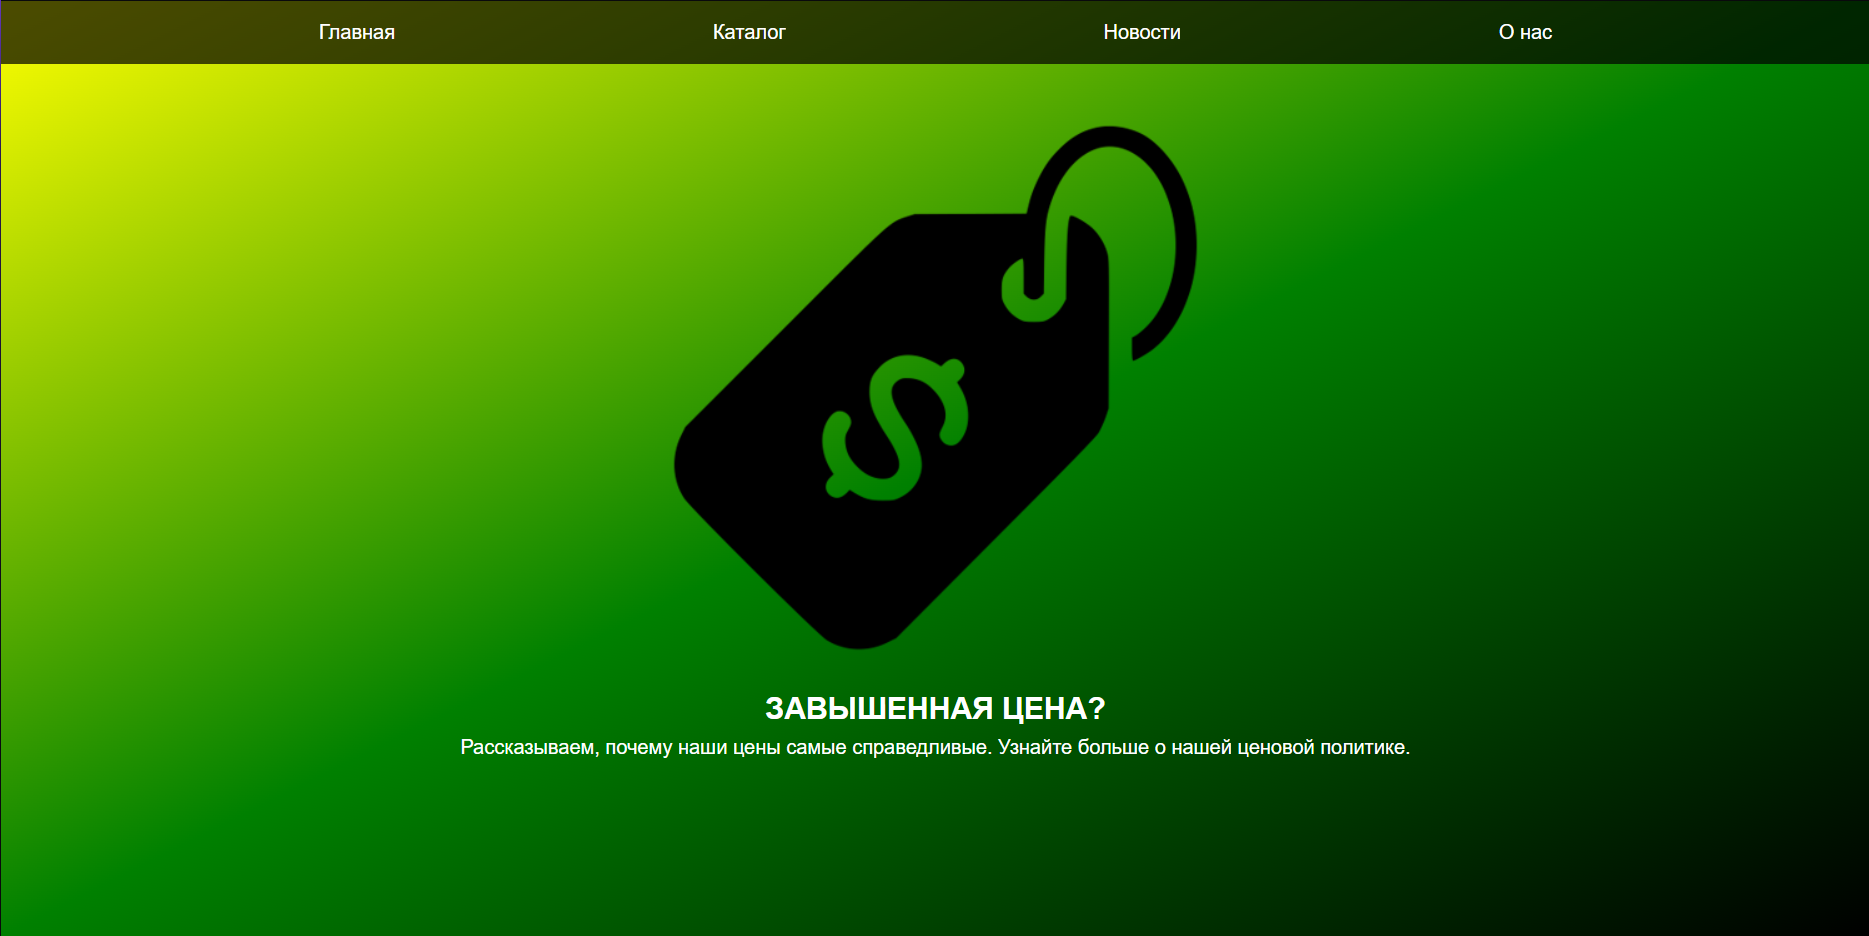 Главная Каталог Новости О нас
$
ЗАВЫШЕННАЯ ЦЕНА?
Рассказываем, почему наши цены самые справедливые. Узнайте больше о нашей ценовой политике.